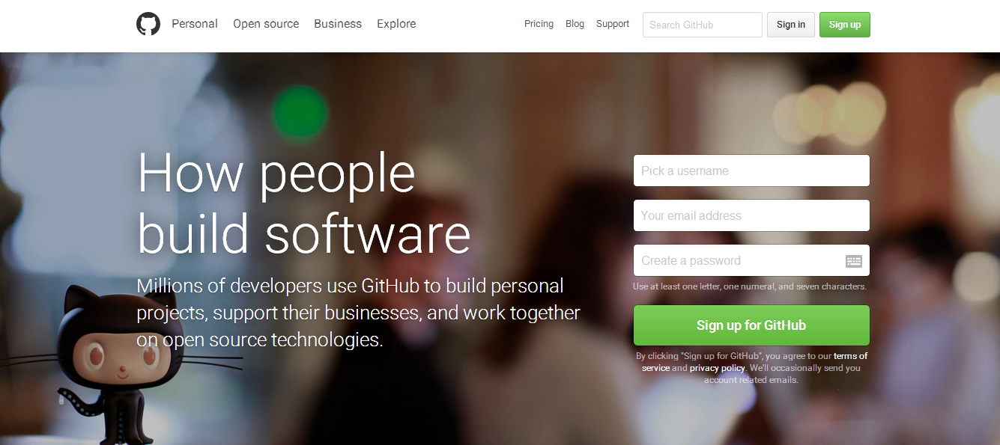 Personal Open source Business Explore Pricing Blog Support Search GitHub Sign in Sign up
How people
build software
Millions of developers use GitHub to build personal
projects, support their businesses, and work together
on open source technologies.
Pick a username
Your email address
Create a password
Use at least one letter, one numeral, and seven characters.
Sign up for GitHub
By clicking "Sign up for GitHub", you agree to our terms of
service and privacy policy. We'll occasionally send you
account related emails.